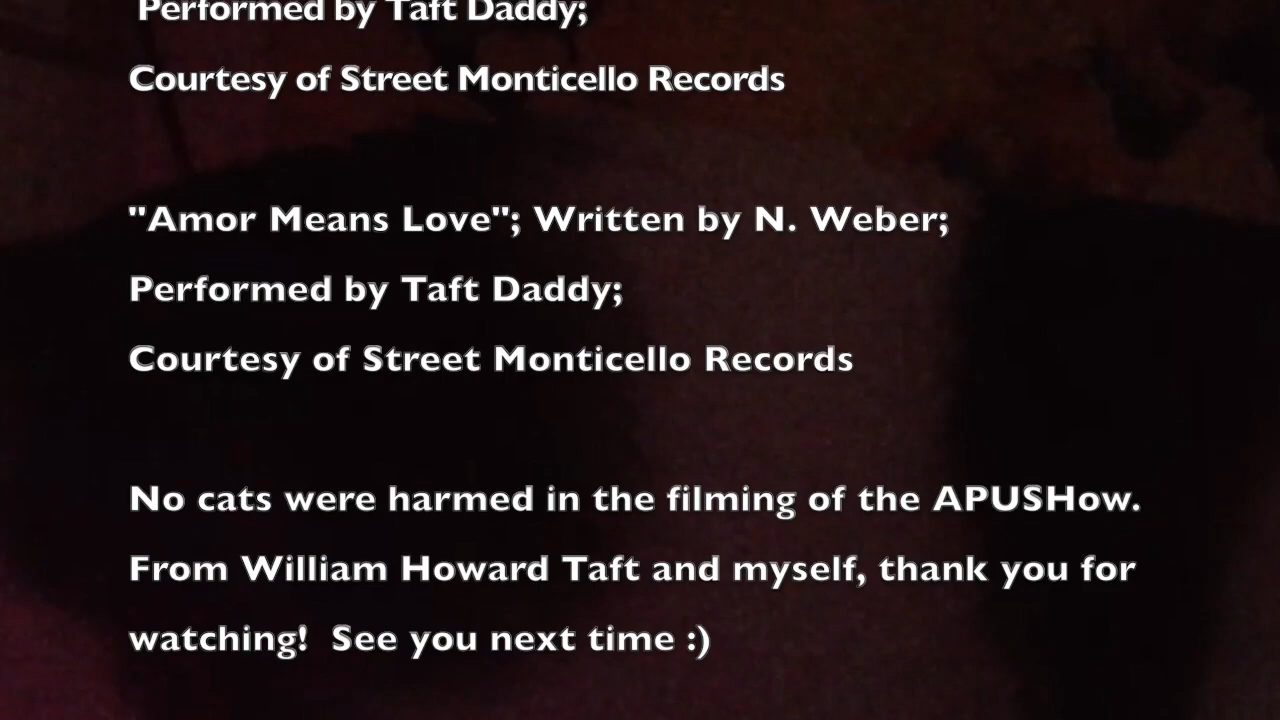 Performed by Taft Daddy;
Courtesy of Street Monticello Records
"Amor Means Love"; Written by N. Weber;
Performed by Taft Daddy;
Courtesy of Street Monticello Records
No cats were harmed in the filming of the APUSHow.
From William Howard Taft and myself, thank you for
watching!  See you next time :)